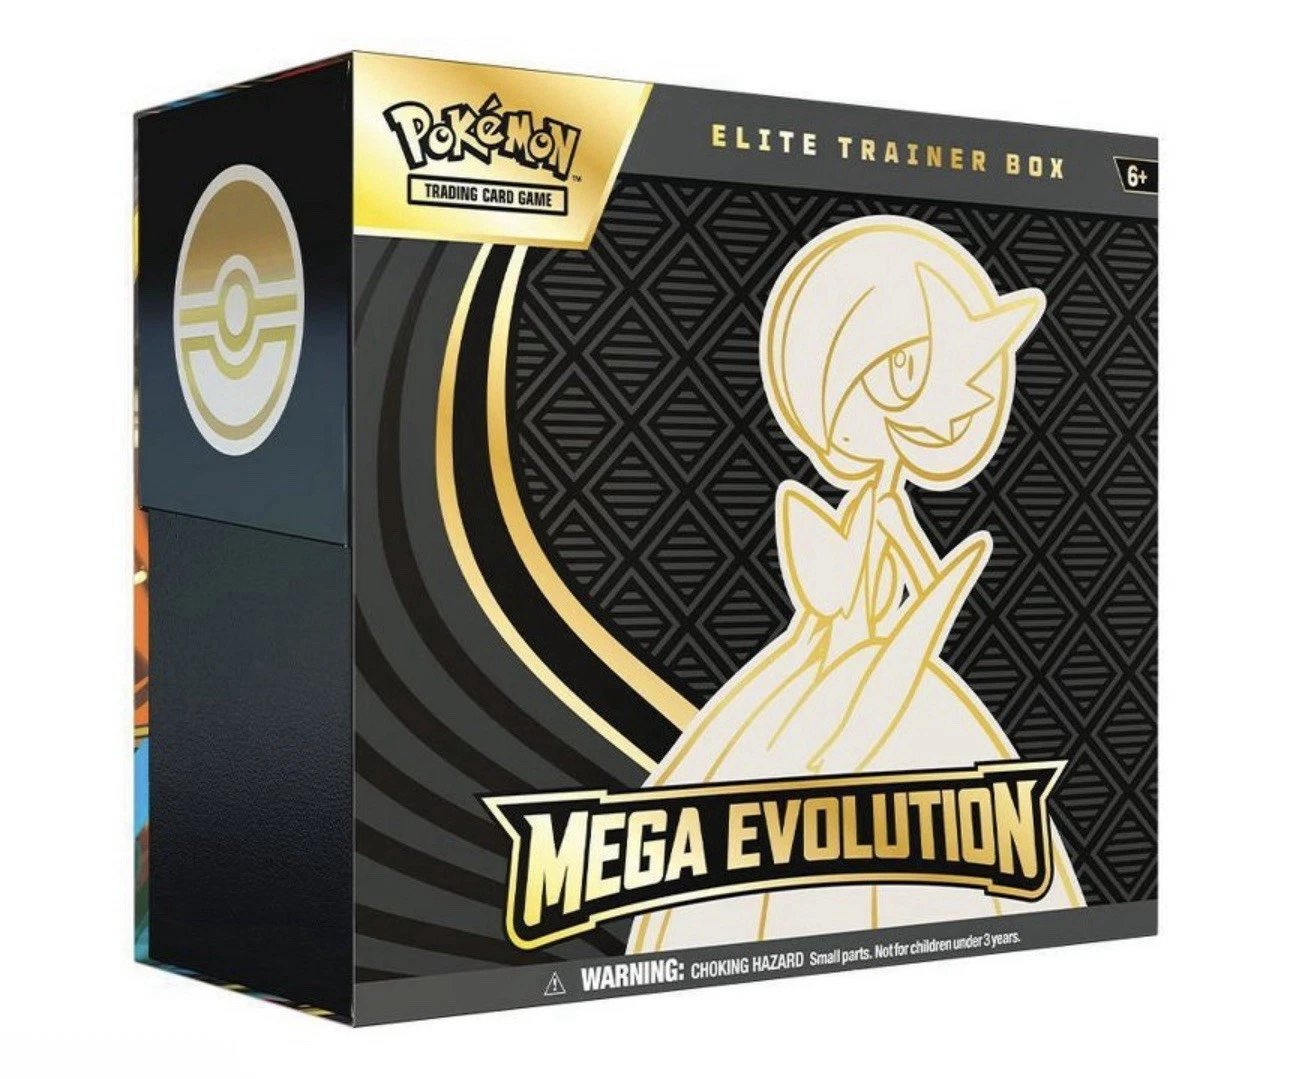 POKéMON
TM
TRADING CARD GAME
ELITE TRAINER BOX
6+
MEGA EVOLUTION
WARNING: CHOKING HAZARD Small parts. Not for children under 3 years.